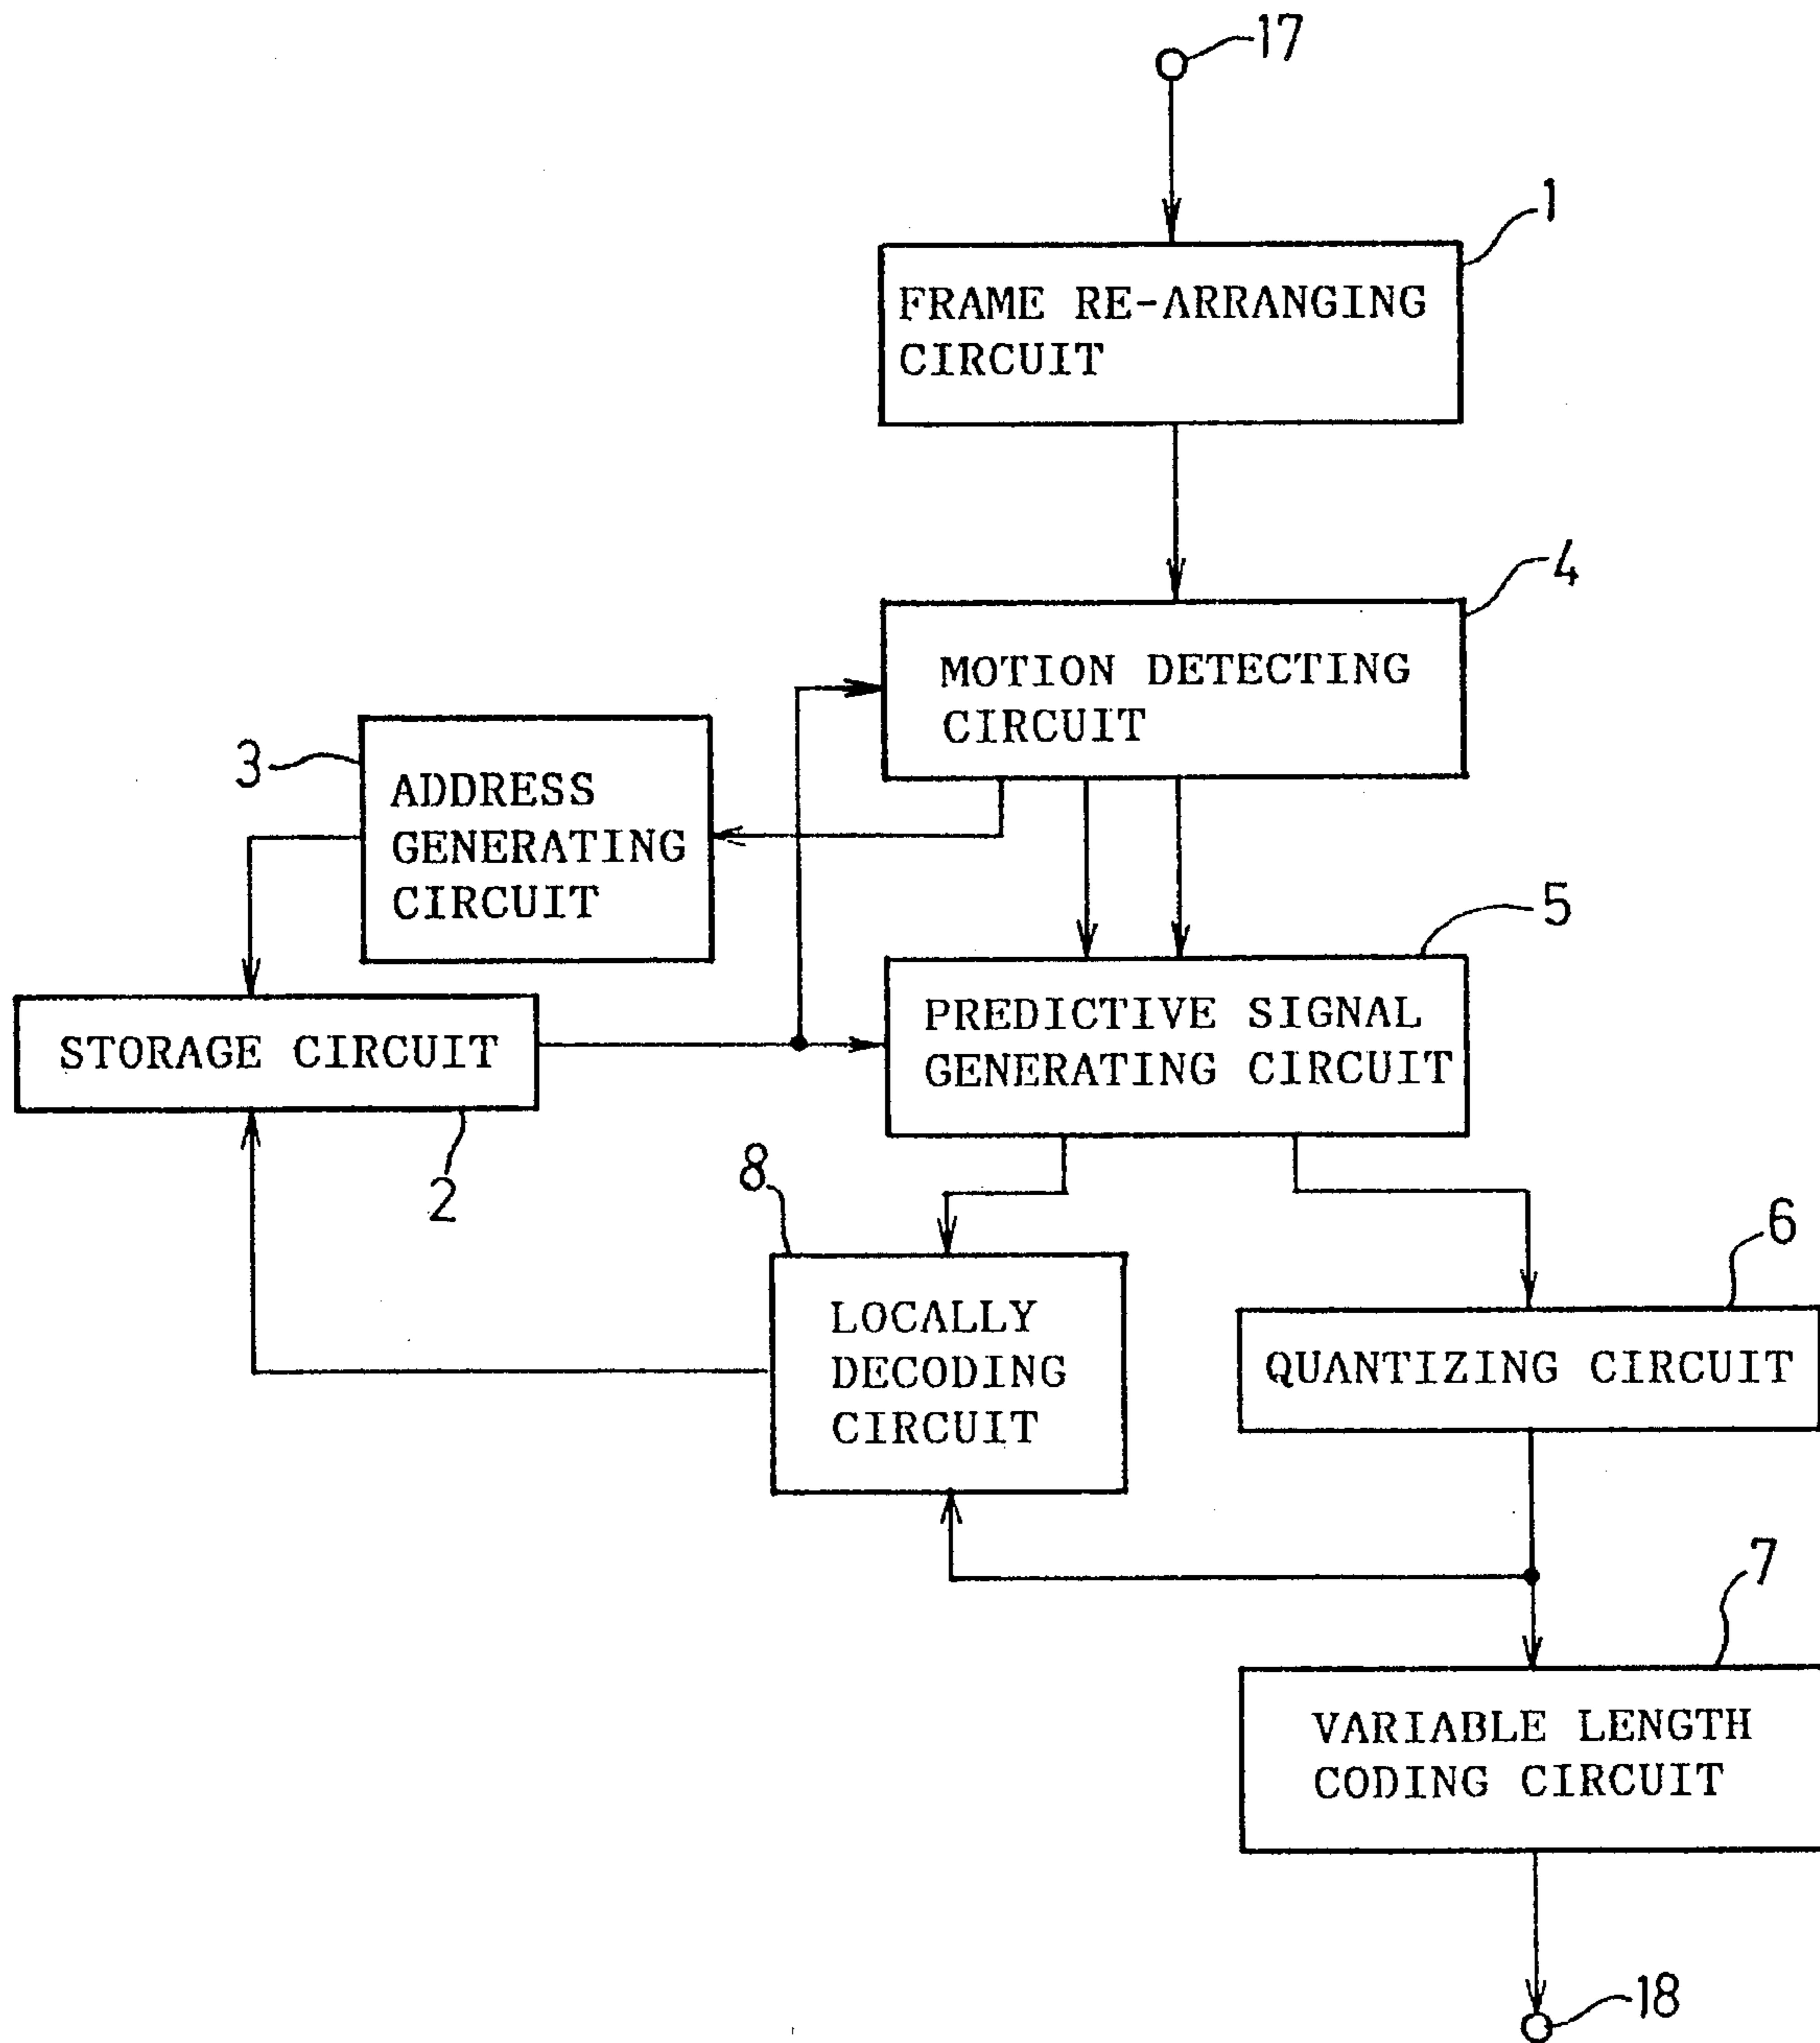 17
1
FRAME RE-ARRANGING
CIRCUIT
4
MOTION DETECTING
CIRCUIT
3
ADDRESS
GENERATING
CIRCUIT
5
PREDICTIVE SIGNAL
GENERATING CIRCUIT
STORAGE CIRCUIT
2
8
6
LOCALLY
DECODING
CIRCUIT
QUANTIZING CIRCUIT
7
VARIABLE LENGTH
CODING CIRCUIT
18